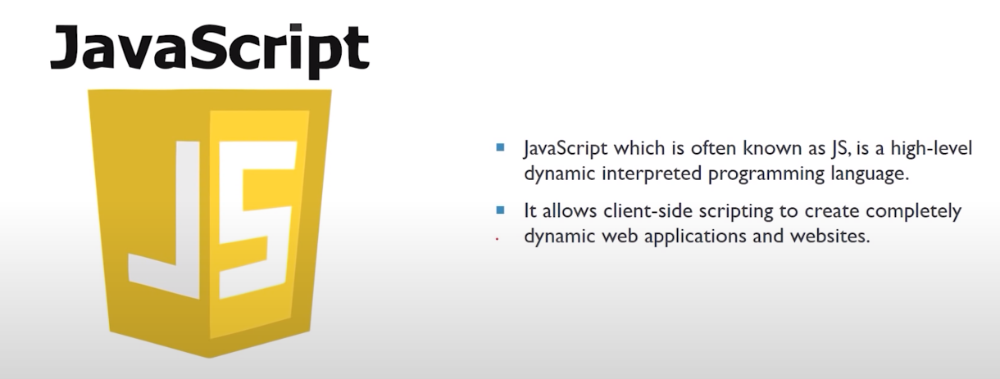 JavaScript
JS
JavaScript which is often known as JS, is a high-level
dynamic interpreted programming language.
It allows client-side scripting to create completely
dynamic web applications and websites.